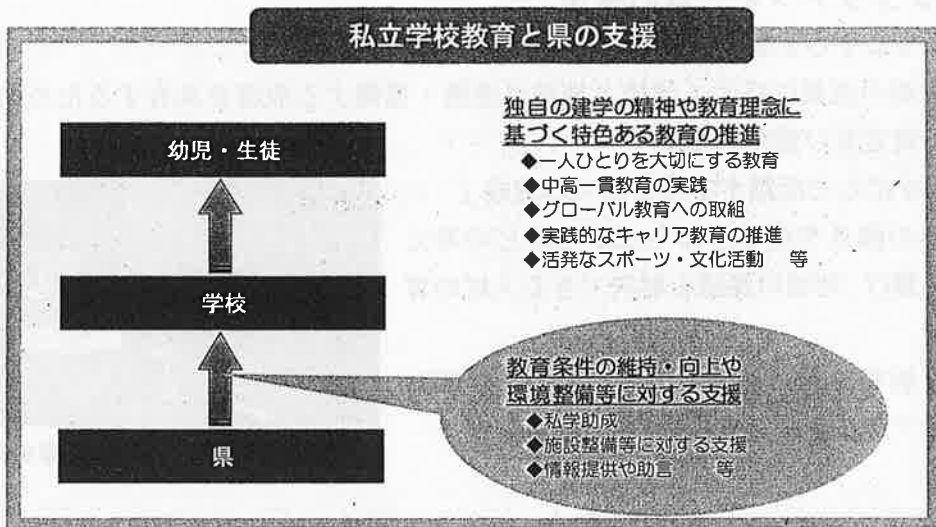 私立学校教育と県の支援
幼児・生徒
学校
県
独自の建学の精神や教育理念に
基づく特色ある教育の推進
◆一人ひとりを大切にする教育
◆中高一貫教育の実践
◆グローバル教育への取組
◆実践的なキャリア教育の推進
◆活発なスポーツ・文化活動　等
教育条件の維持・向上や
環境整備等に対する支援
◆私学助成
◆施設整備等に対する支援
◆情報提供や助言　　等